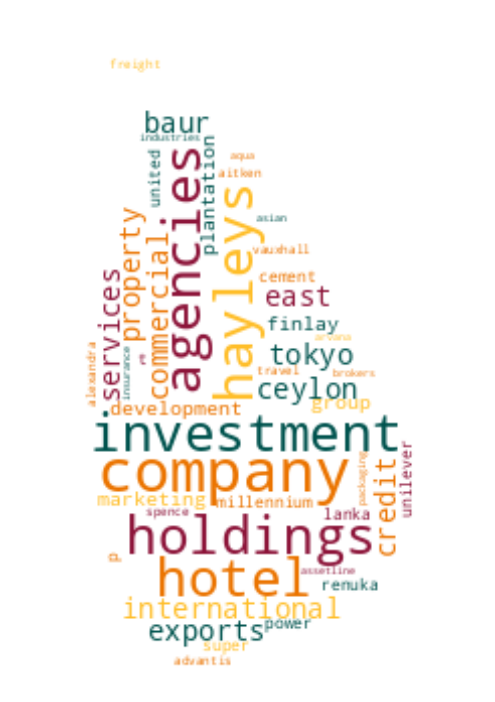 freight
baur
industries
agencies
united
plantation
aqua
aitken
hayleys
asian
property
commercial
vauxhall
services
cement
east
finlay
arvana
tokyo
alexandra
insurance
travel
brokers
ceylon
development
group
investment
company
credit
packaging
unilever
marketing
millennium
spence
lanka
holdings
p
hotel
assetline
renuka
international
exports
power
super
advantis